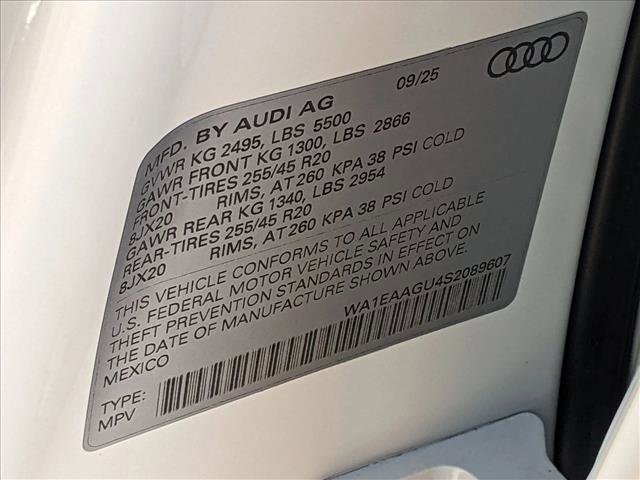 MFD. BY AUDI AG 09/25
GVWR KG 2495, LBS 5500
GAWR FRONT KG 1300, LBS 2866
FRONT-TIRES 255/45 R20
8JX20 RIMS, AT 260 KPA 38 PSI COLD
GAWR REAR KG 1340, LBS 2954
REAR-TIRES 255/45 R20
8JX20 RIMS, AT 260 KPA 38 PSI COLD
THIS VEHICLE CONFORMS TO ALL APPLICABLE
U.S. FEDERAL MOTOR VEHICLE SAFETY AND
THEFT PREVENTION STANDARDS IN EFFECT ON
THE DATE OF MANUFACTURE SHOWN ABOVE.
MEXICO WA1EAAGU4S2089607
TYPE:
MPV